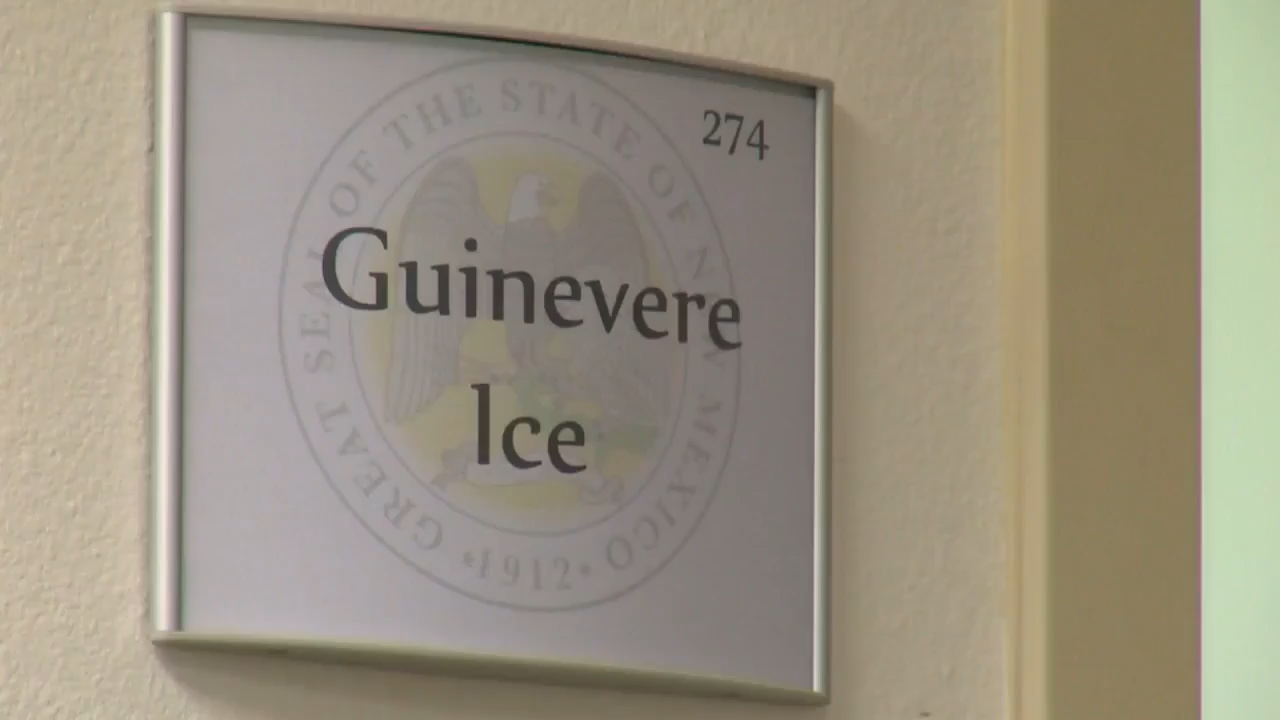 274
GREAT SEAL OF THE STATE OF NEW MEXICO
•1912•
Guinevere
Ice